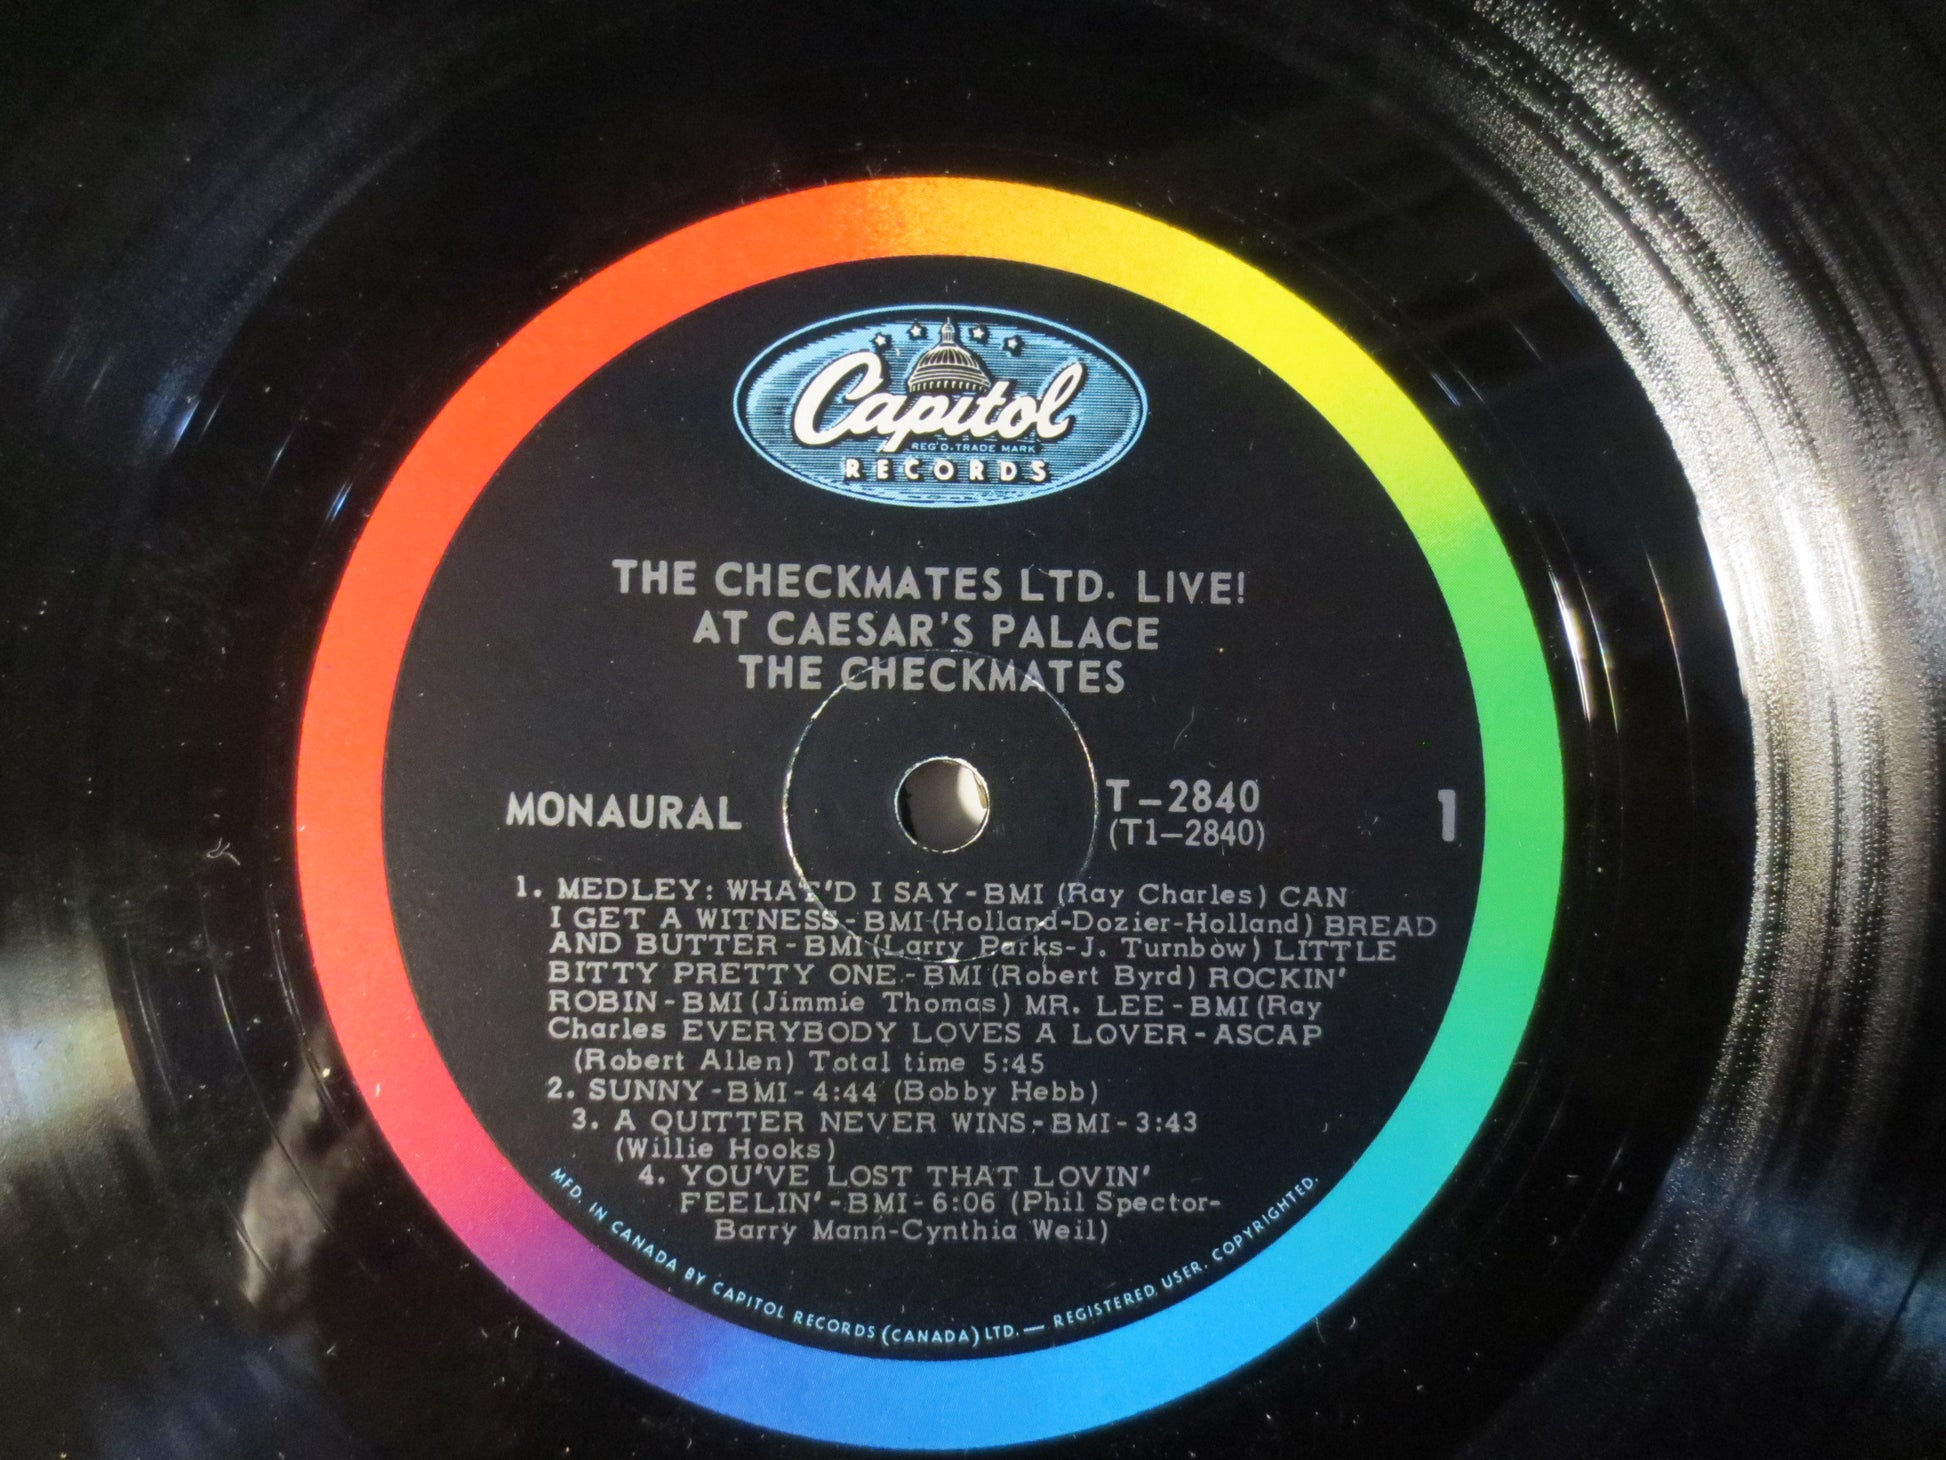 Capitol
REG'D. TRADE MARK
RECORDS
THE CHECKMATES LTD. LIVE!
AT CAESAR'S PALACE
THE CHECKMATES
MONAURAL
T-2840
(T1-2840)
1
1. MEDLEY: WHAT'D I SAY-BMI (Ray Charles) CAN
I GET A WITNESS-BMI (Holland-Dozier-Holland) BREAD
AND BUTTER-BMI (Larry Parks-J. Turnbow) LITTLE
BITTY PRETTY ONE-BMI (Robert Byrd) ROCKIN'
ROBIN-BMI (Jimmie Thomas) MR. LEE-BMI (Ray
Charles EVERYBODY LOVES A LOVER-ASCAP
(Robert Allen) Total time 5:45
2. SUNNY-BMI-4:44 (Bobby Hebb)
3. A QUITTER NEVER WINS-BMI-3:43
(Willie Hooks)
4. YOU'VE LOST THAT LOVIN'
FEELIN'-BMI-6:06 (Phil Spector-
Barry Mann-Cynthia Weil)
MFD. IN CANADA BY CAPITOL RECORDS (CANADA) LTD. — REGISTERED USER. COPYRIGHTED.